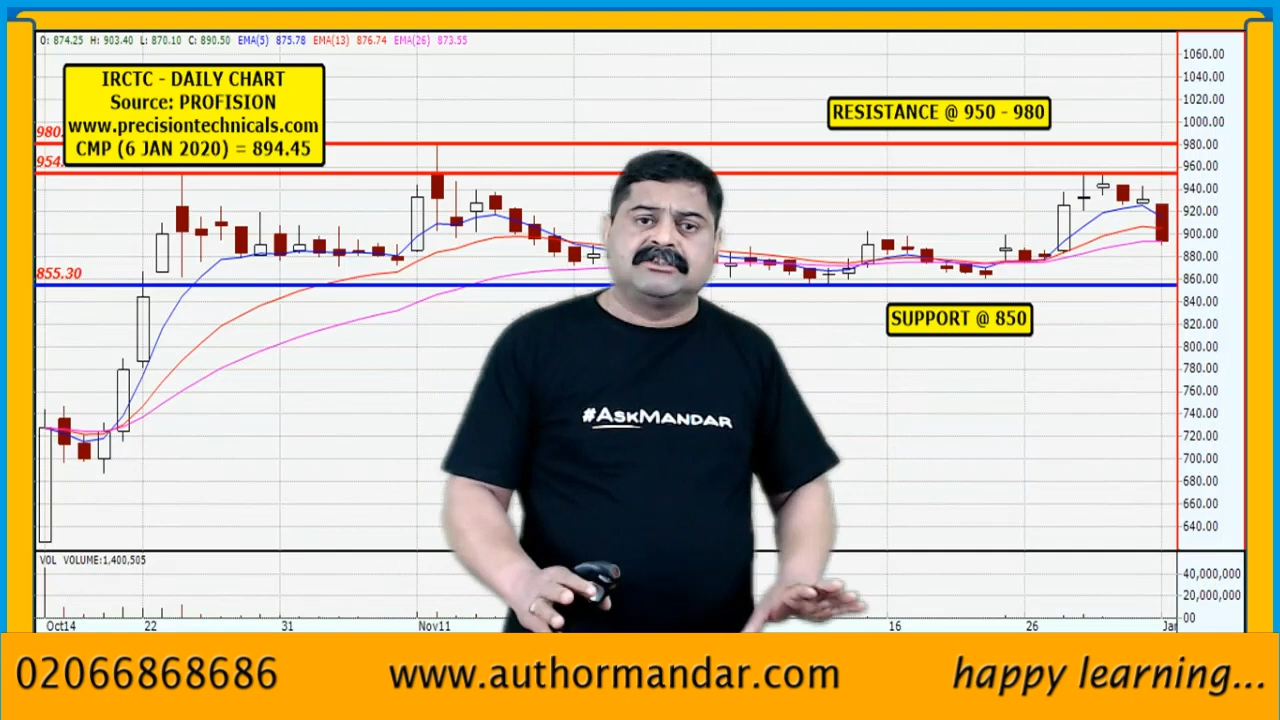 O: 874.25 H: 903.40 L: 870.10 C: 890.50 EMA(5) 875.78 EMA(13) 876.74 EMA(26) 873.55
IRCTC - DAILY CHART
Source: PROFISION
www.precisiontechnicals.com
CMP (6 JAN 2020) = 894.45
RESISTANCE @ 950 - 980
980.
954.
855.30
SUPPORT @ 850
1060.00
1040.00
1020.00
1000.00
980.00
960.00
940.00
920.00
900.00
880.00
860.00
840.00
820.00
800.00
780.00
760.00
740.00
720.00
700.00
680.00
660.00
640.00
#AskMandar
VOL VOLUME:1,400,505
40,000,000
20,000,000
00
Oct14 22 31 Nov11 16 26 Jan
02066868686 www.authormandar.com happy learning...